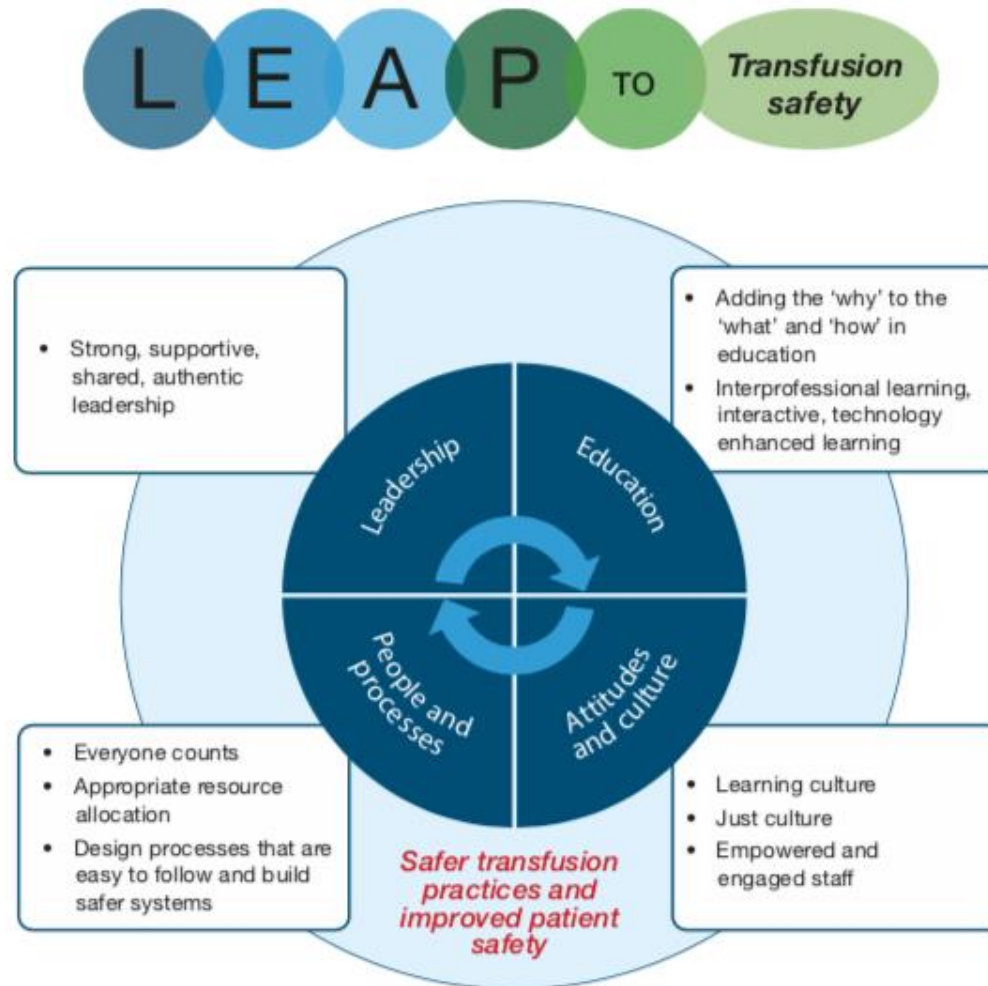 L E A P TO Transfusion
safety
• Strong, supportive,
shared, authentic
leadership
• Adding the ‘why’ to the
‘what’ and ‘how’ in
education
• Interprofessional learning,
interactive, technology
enhanced learning
Leadership
Education
People and
processes
Attitudes
and culture
• Everyone counts
• Appropriate resource
allocation
• Design processes that are
easy to follow and build
safer systems
• Learning culture
• Just culture
• Empowered and
engaged staff
Safer transfusion
practices and
improved patient
safety